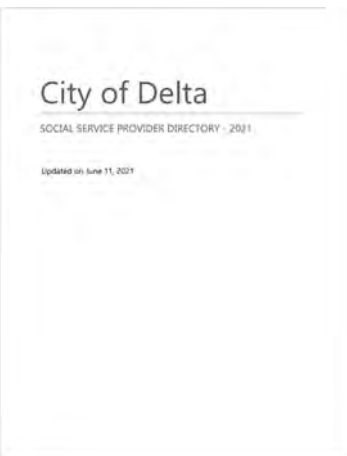 City of Delta
SOCIAL SERVICE PROVIDER DIRECTORY - 2021
Updated on June 11, 2021